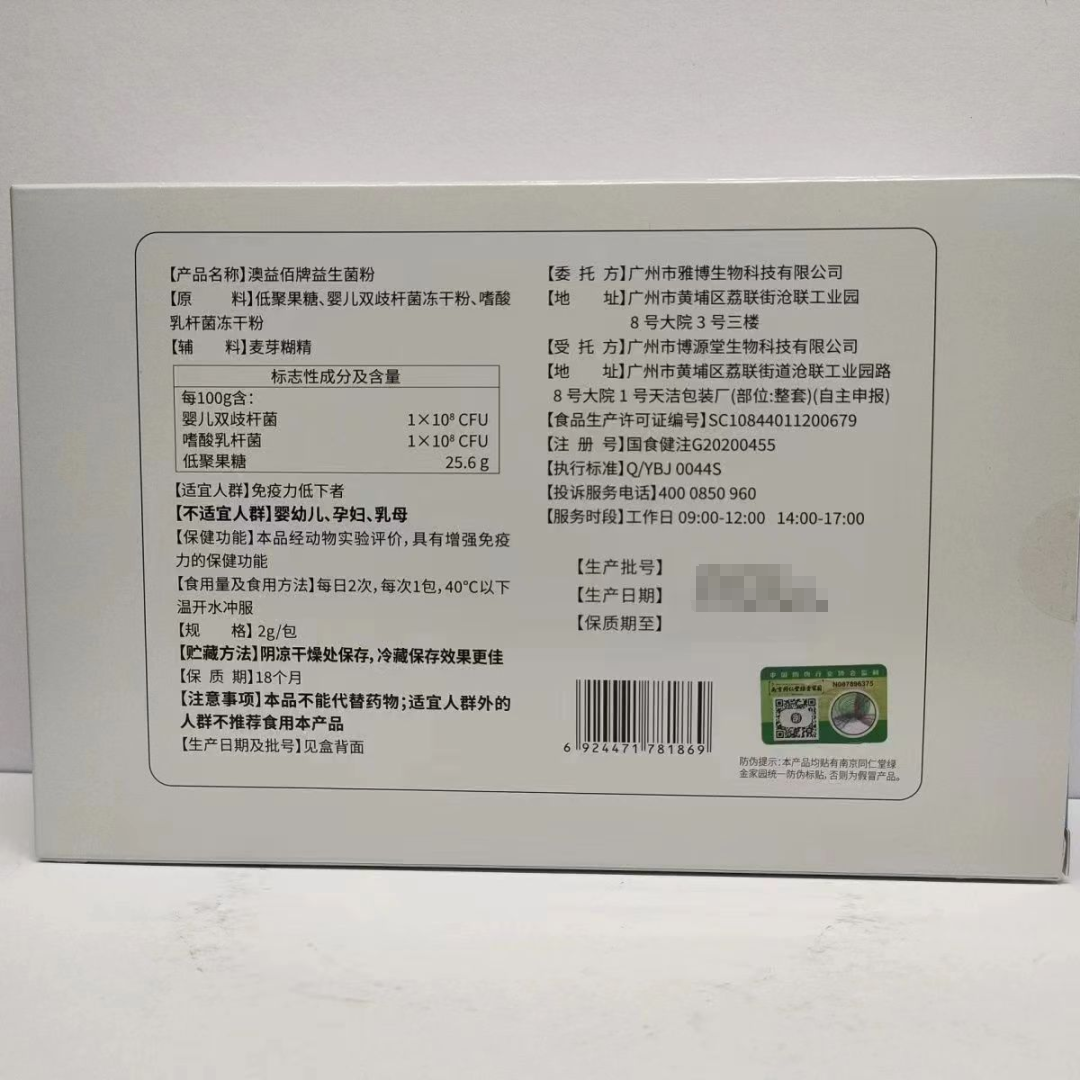 【产品名称】澳益佰牌益生菌粉
【原 料】低聚果糖、婴儿双歧杆菌冻干粉、嗜酸
乳杆菌冻干粉
【辅 料】麦芽糊精
标志性成分及含量
每100g含:
婴儿双歧杆菌 1×10⁸ CFU
嗜酸乳杆菌 1×10⁸ CFU
低聚果糖 25.6 g
【适宜人群】免疫力低下者
【不适宜人群】婴幼儿、孕妇、乳母
【保健功能】本品经动物实验评价,具有增强免疫
力的保健功能
【食用量及食用方法】每日2次,每次1包,40℃以下
温开水冲服
【规 格】2g/包
【贮藏方法】阴凉干燥处保存,冷藏保存效果更佳
【保 质 期】18个月
【注意事项】本品不能代替药物;适宜人群外的
人群不推荐食用本产品
【生产日期及批号】见盒背面
【委 托 方】广州市雅博生物科技有限公司
【地 址】广州市黄埔区荔联街沧联工业园
8号大院3号三楼
【受 托 方】广州市博源堂生物科技有限公司
【地 址】广州市黄埔区荔联街道沧联工业园路
8号大院1号天洁包装厂(部位:整套)(自主申报)
【食品生产许可证编号】SC10844011200679
【注 册 号】国食健注G20200455
【执行标准】Q/YBJ 0044S
【投诉服务电话】400 0850 960
【服务时段】工作日 09:00-12:00 14:00-17:00
【生产批号】
【生产日期】
【保质期至】
6 924471 781869
N087896375
防伪提示:本产品均贴有南京同仁堂绿
金家园统一防伪标贴,否则为假冒产品。